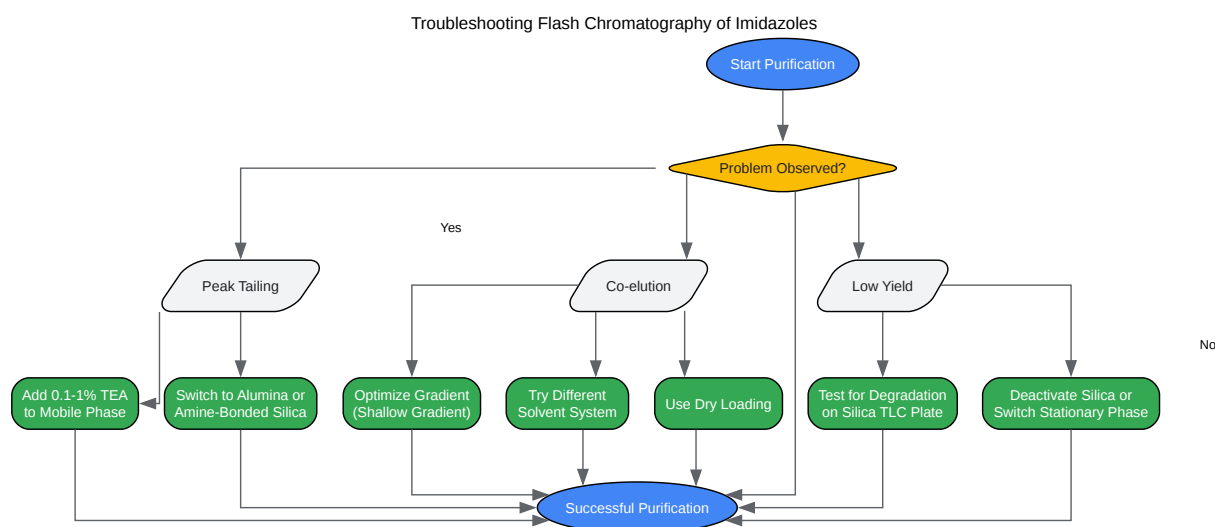 Troubleshooting Flash Chromatography of Imidazoles
Start Purification
Problem Observed?
Yes
Peak Tailing
Co-elution
Low Yield
No
Add 0.1-1% TEA
to Mobile Phase
Switch to Alumina or
Amine-Bonded Silica
Optimize Gradient
(Shallow Gradient)
Try Different
Solvent System
Use Dry Loading
Test for Degradation
on Silica TLC Plate
Deactivate Silica or
Switch Stationary Phase
Successful Purification